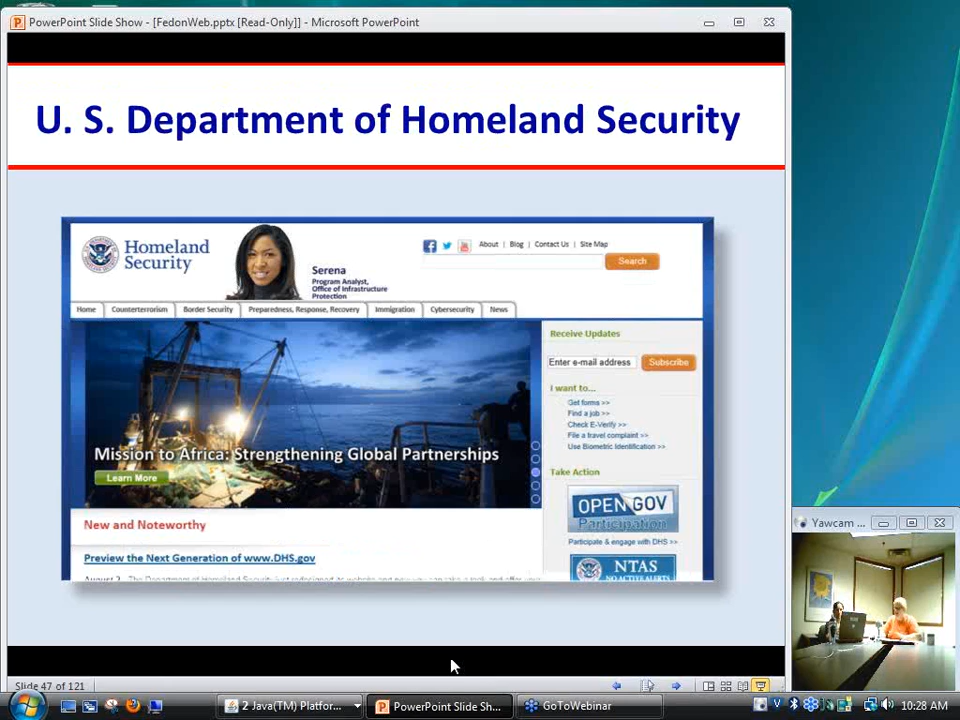 PowerPoint Slide Show - [FedonWeb.pptx [Read-Only]] - Microsoft PowerPoint
U. S. Department of Homeland Security
Homeland
Security
Serena
Program Analyst,
Office of Infrastructure
Protection
About | Blog | Contact Us | Site Map
Search
Home
Counterterrorism
Border Security
Preparedness, Response, Recovery
Immigration
Cybersecurity
News
Mission to Africa: Strengthening Global Partnerships
Learn More
Receive Updates
Enter e-mail address
Subscribe
I want to...
Get forms >>
Find a job >>
Check E-Verify >>
File a travel complaint >>
Use Biometric Identification >>
Take Action
OPEN GOV
Participation
Participate & engage with DHS >>
NTAS
NO ACTIVE ALERTS
New and Noteworthy
Preview the Next Generation of www.DHS.gov
Yawcam ...
Slide 47 of 121
2 Java(TM) Platfor...
PowerPoint Slide Sh...
GoToWebinar
10:28 AM